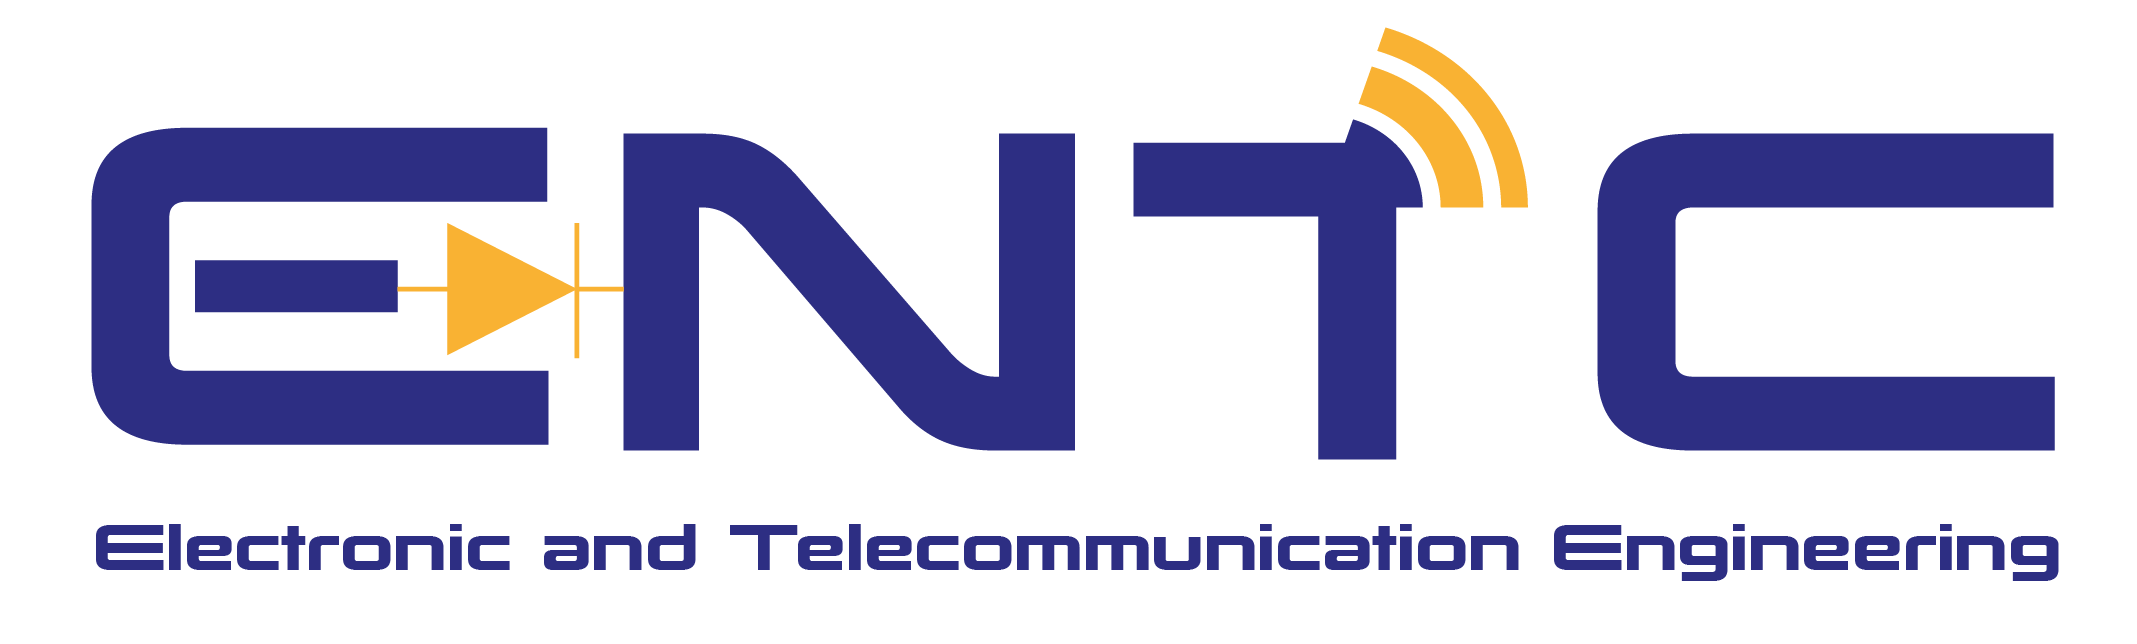 ENTC
Electronic and Telecommunication Engineering